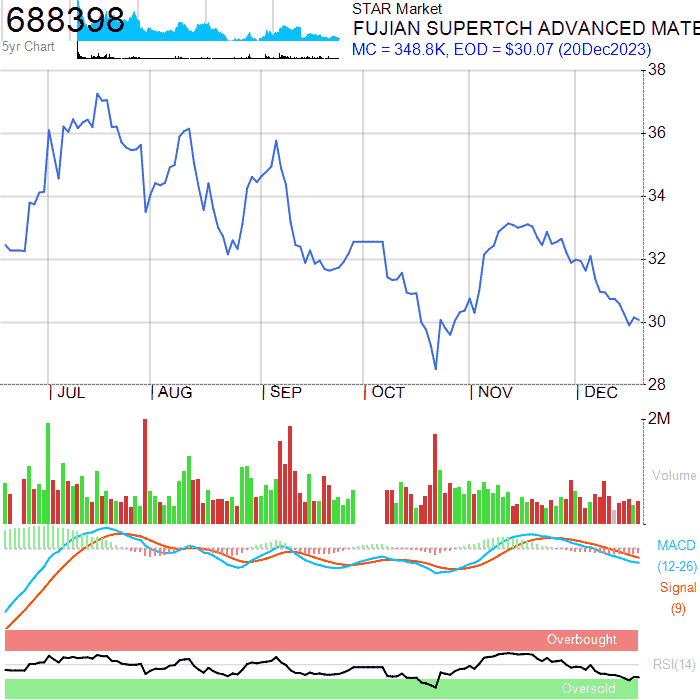 688398
5yr Chart
STAR Market
FUJIAN SUPERTCH ADVANCED MATE
MC = 348.8K, EOD = $30.07 (20Dec2023)
38
36
34
32
30
28
JUL
AUG
SEP
OCT
NOV
DEC
2M
Volume
MACD
(12-26)
Signal
(9)
Overbought
RSI(14)
Oversold